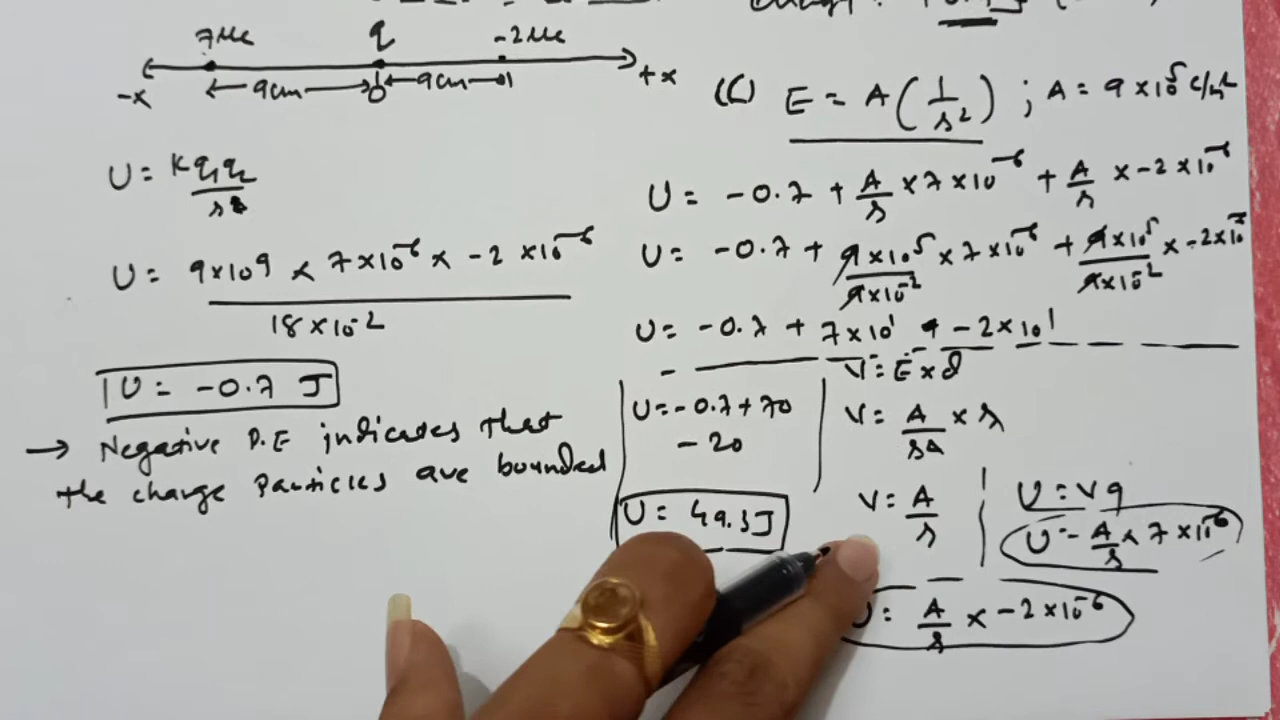 7μc q -2μc
-x ←9cm→ 0 ←9cm→ +x
U = Kq₁q₂/r
U = 9×10⁹ × 7×10⁻⁶ × -2×10⁻⁶
18×10⁻²
U = -0.7 J
→ Negative P.E indicates that
the charge particles are bounded
(C) E = A(1/r²) ; A = 9×10⁵ C/m²
U = -0.7 + A/r × 7×10⁻⁶ + A/r × -2×10⁻⁶
U = -0.7 + 9×10⁵/9×10⁻² × 7×10⁻⁶ + 9×10⁵/9×10⁻² × -2×10⁻⁶
U = -0.7 + 7×10¹ - 2×10¹
U = -0.7 + 70
- 20
U = 49.3J
V = E×d
V = A/r² × r
V = A/r
U = Vq
U = A/r × 7×10⁻⁶
U = A/r × -2×10⁻⁶